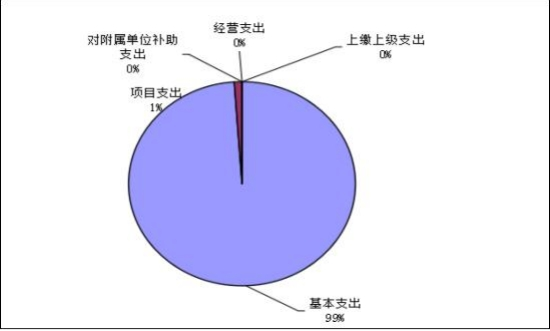 经营支出
0%
对附属单位补助
支出
0%
上缴上级支出
0%
项目支出
1%
基本支出
99%